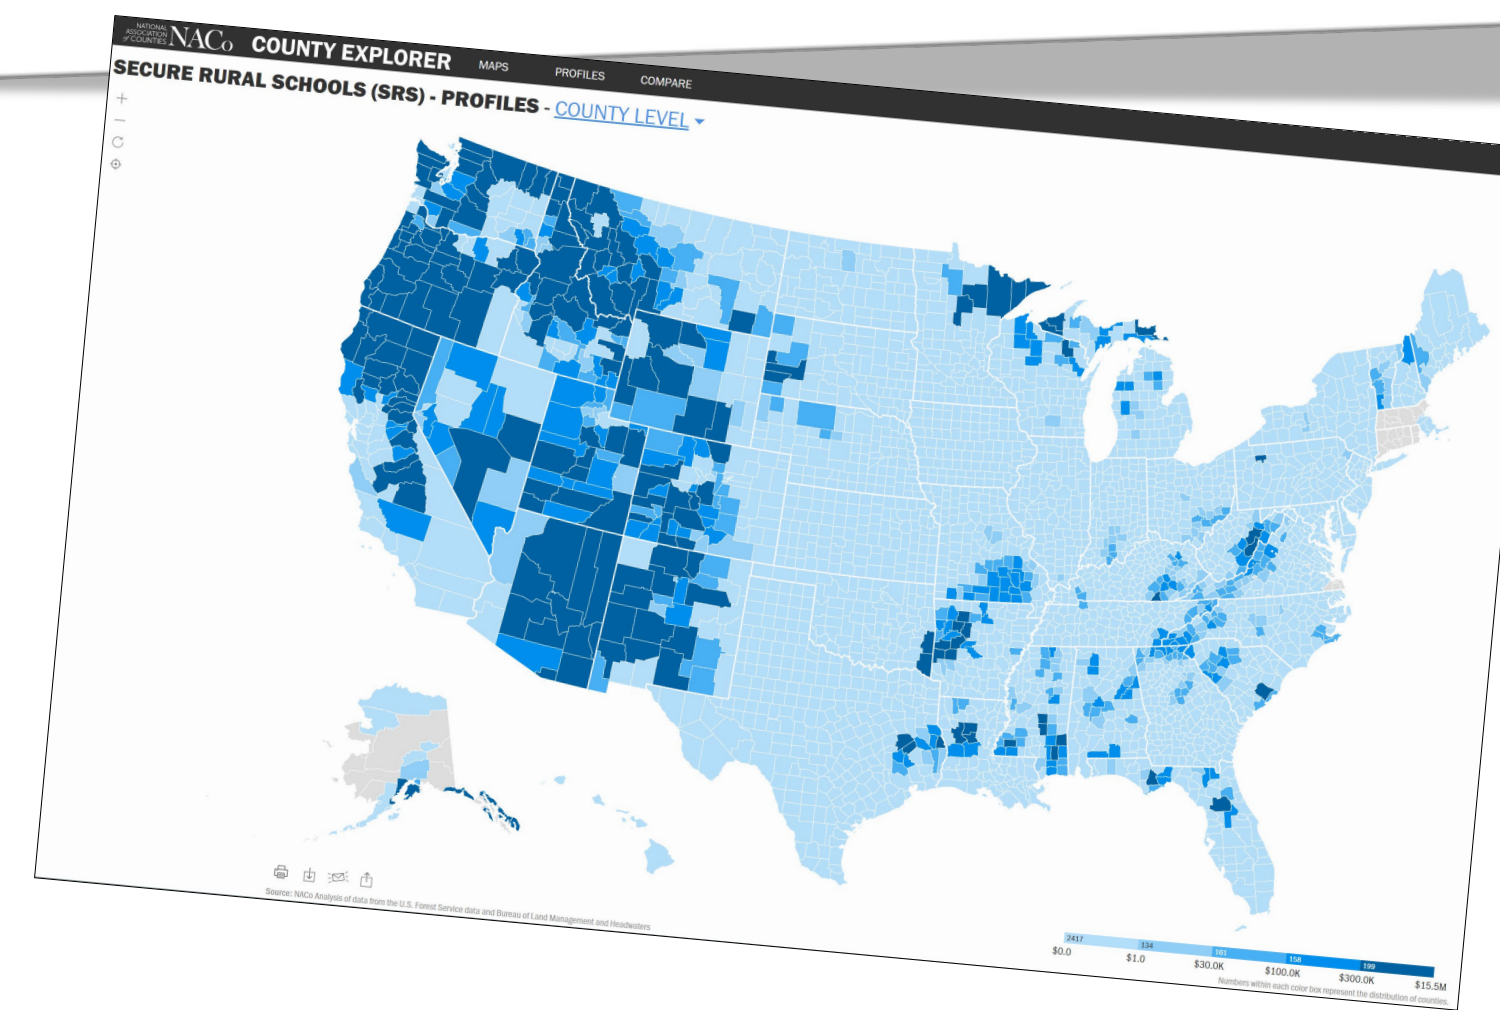 NATIONAL
ASSOCIATION
of COUNTIES
NACo
COUNTY EXPLORER
MAPS
PROFILES
COMPARE
SECURE RURAL SCHOOLS (SRS) - PROFILES - COUNTY LEVEL
Source: NACo Analysis of data from the U.S. Forest Service data and Bureau of Land Management and Headwaters
2417
134
161
158
199
$0.0
$1.0
$30.0K
$100.0K
$300.0K
$15.5M
Numbers within each color box represent the distribution of counties.